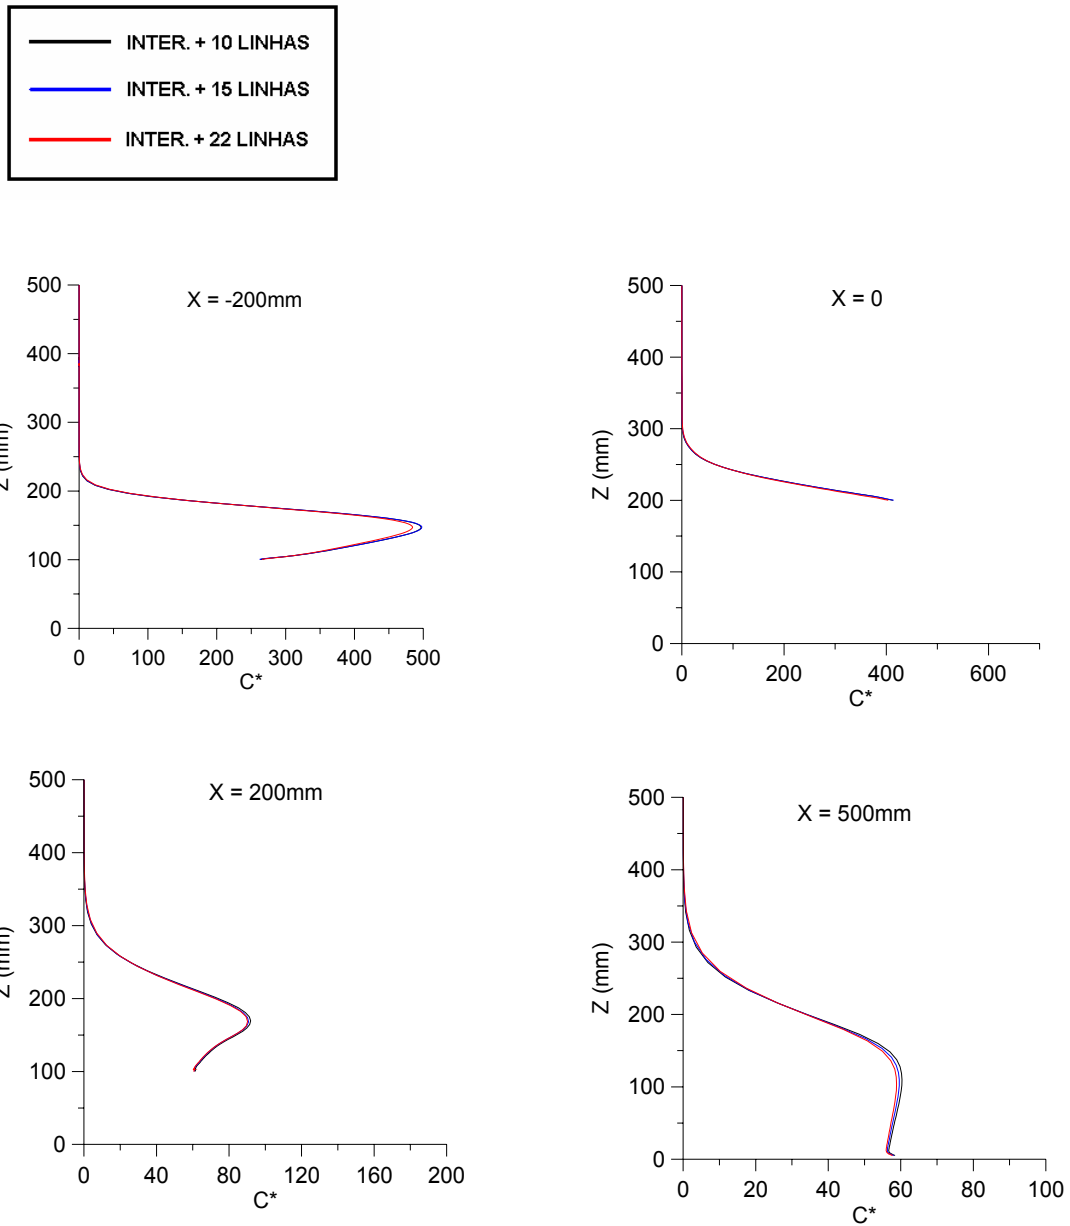 INTER. + 10 LINHAS
INTER. + 15 LINHAS
INTER. + 22 LINHAS
X = -200mm
500
400
300
200
100
0
Z (mm)
0 100 200 300 400 500
C*
X = 0
500
400
300
200
100
0
Z (mm)
0 200 400 600
C*
X = 200mm
500
400
300
200
100
0
Z (mm)
0 40 80 120 160 200
C*
X = 500mm
500
400
300
200
100
0
Z (mm)
0 20 40 60 80 100
C*